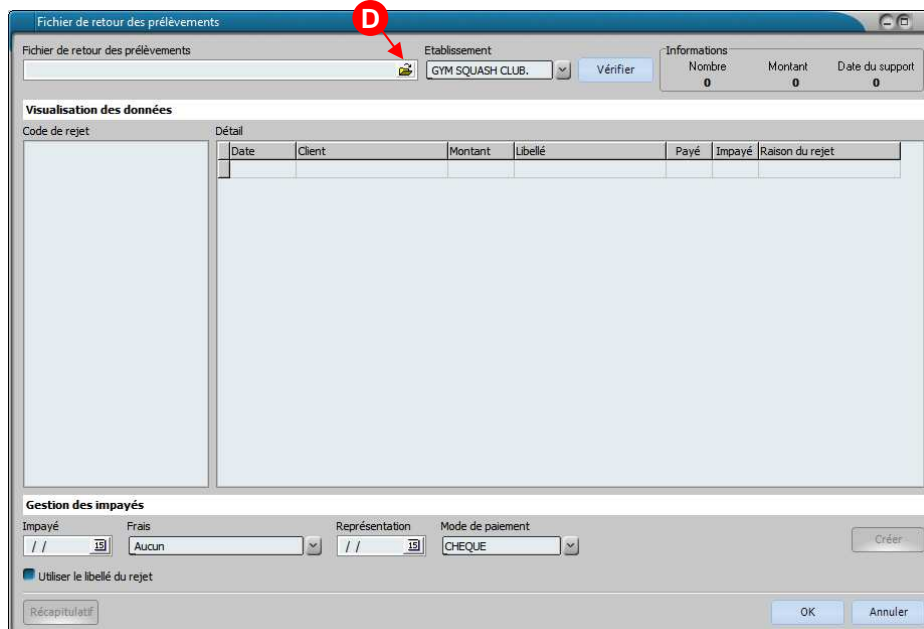 Fichier de retour des prélèvements
D
Fichier de retour des prélèvements
Etablissement
GYM SQUASH CLUB.
Vérifier
Informations
Nombre Montant Date du support
0 0 0
Visualisation des données
Code de rejet
Détail
Date Client Montant Libellé Payé Impayé Raison du rejet
Gestion des impayés
Impayé Frais Représentation Mode de paiement
/ / 15 Aucun / / 15 CHEQUE
Créer
Utiliser le libellé du rejet
Récapitulatif
OK Annuler